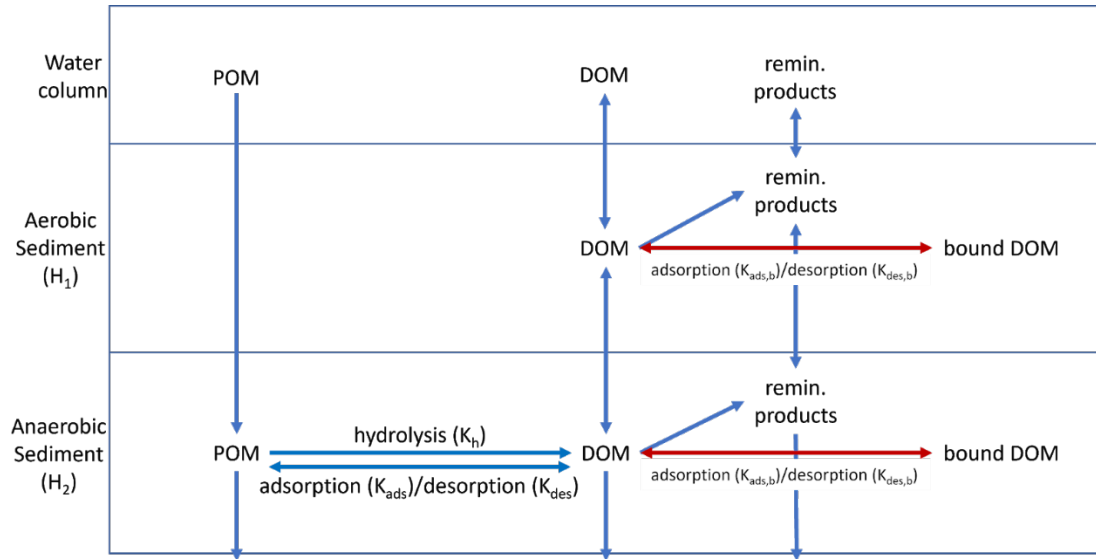 Water
column
POM
DOM
remin.
products
Aerobic
Sediment
(H₁)
remin.
products
DOM
bound DOM
adsorption (Kads,b)/desorption (Kdes,b)
Anaerobic
Sediment
(H₂)
remin.
products
POM
hydrolysis (Kh)
DOM
bound DOM
adsorption (Kads)/desorption (Kdes)
adsorption (Kads,b)/desorption (Kdes,b)